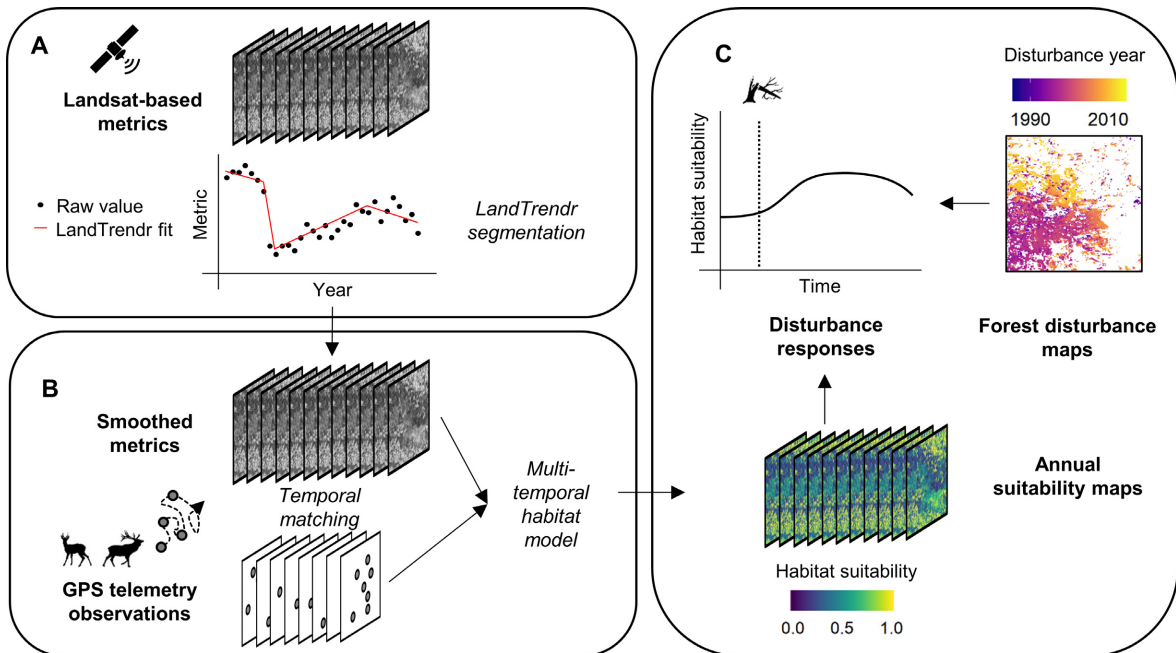 A
Landsat-based
metrics
Raw value
LandTrendr fit
Metric
Year
LandTrendr
segmentation
B
Smoothed
metrics
Temporal
matching
GPS telemetry
observations
Multi-
temporal
habitat
model
C
Habitat suitability
Time
Disturbance year
1990 2010
Disturbance
responses
Forest disturbance
maps
Annual
suitability maps
Habitat suitability
0.0 0.5 1.0